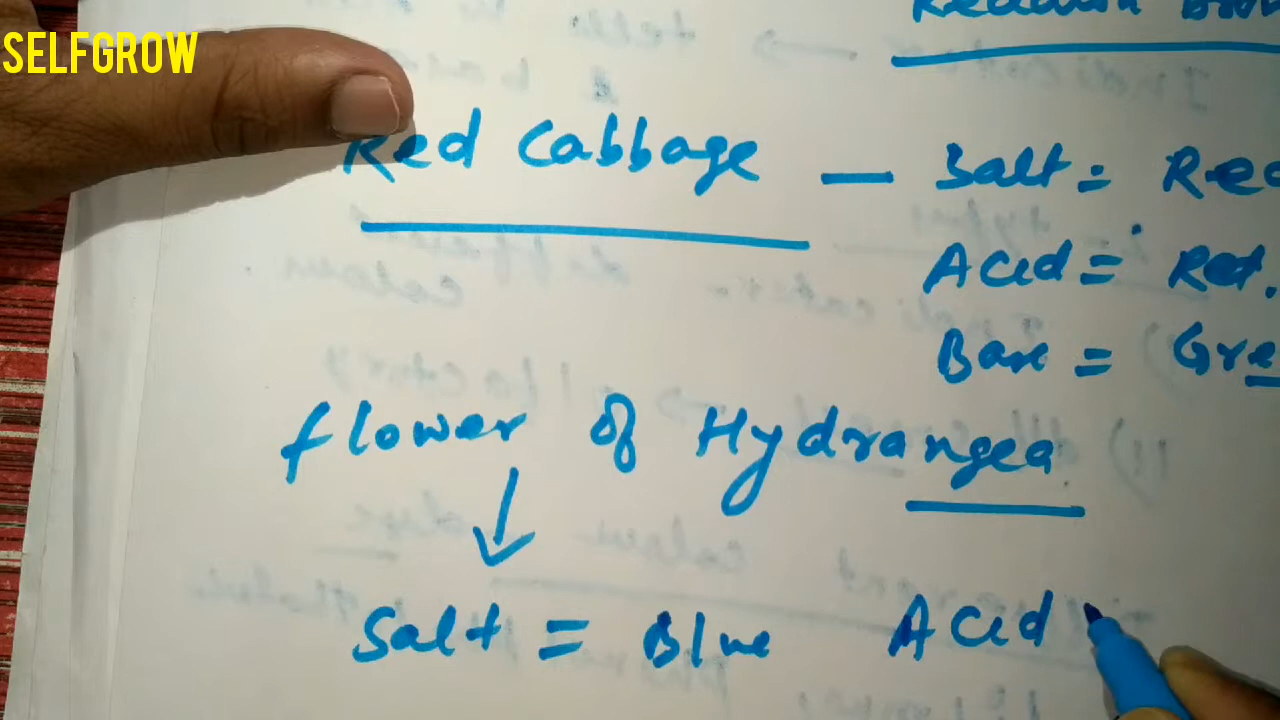 SELFGROW
Red Cabbage — Salt = Red
Acid = Red.
Base = Gre
flower of Hydrangea
Salt = Blue Acid